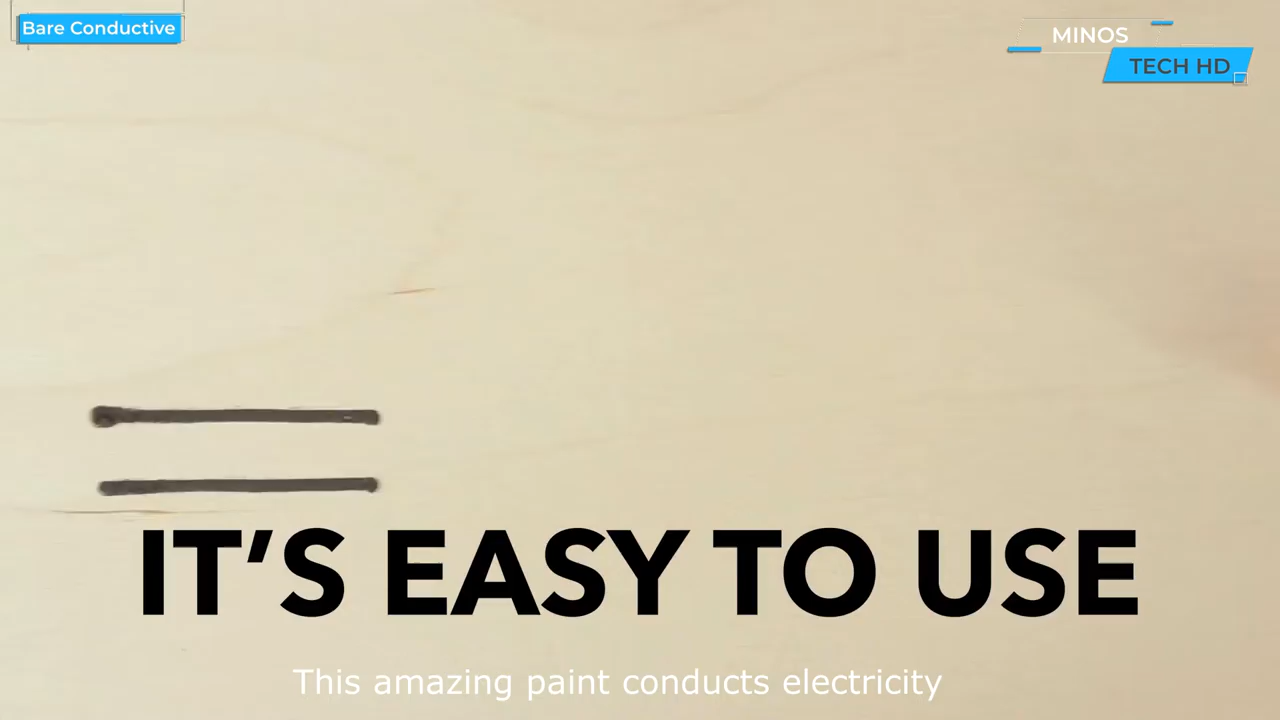 Bare Conductive
MINOS
TECH HD
IT’S EASY TO USE
This amazing paint conducts electricity